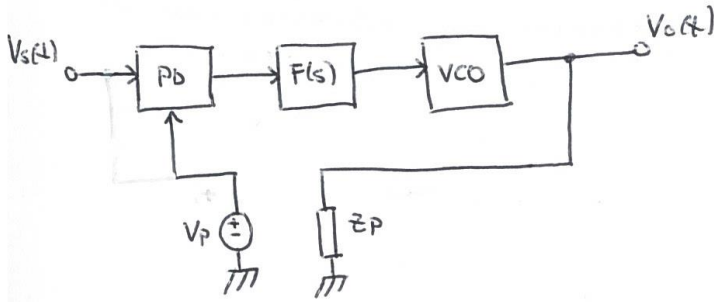 Vs(t)
PD
F(s)
VCO
Vo(t)
VP
+
-
ZP